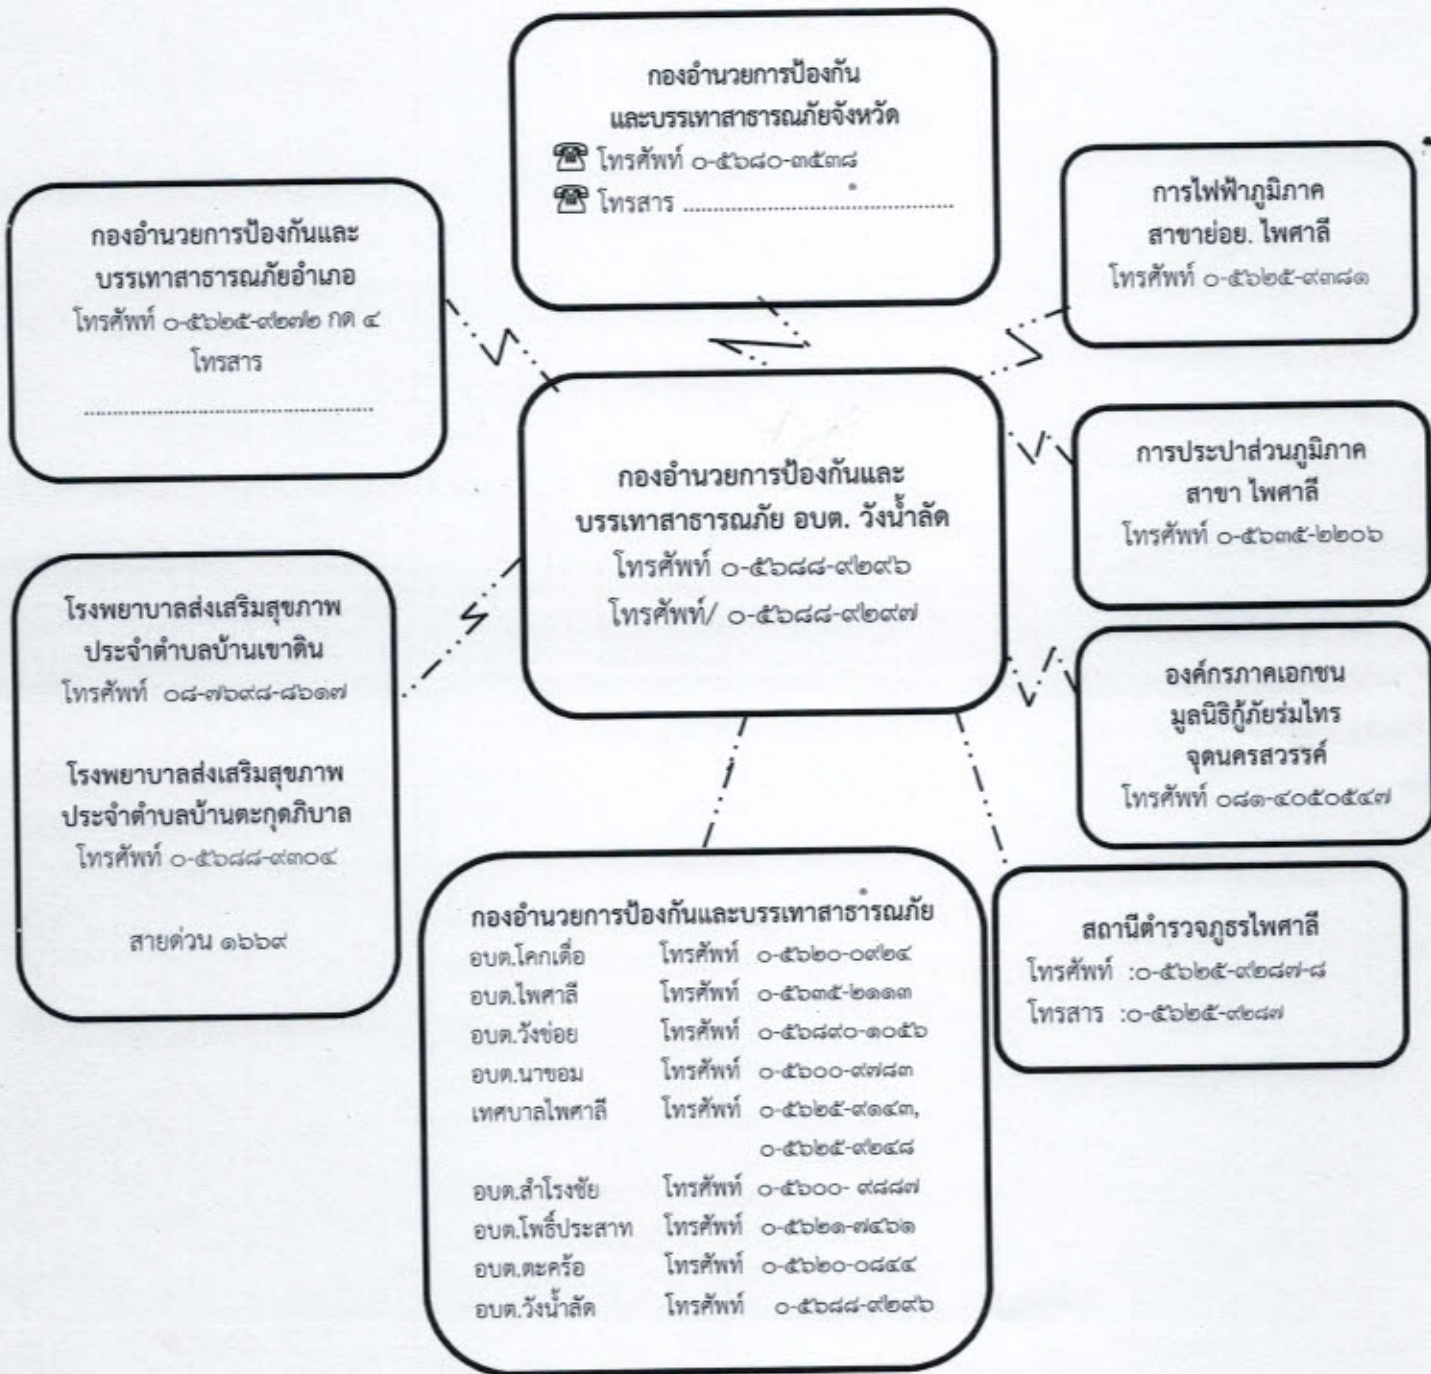 กองอำนวยการป้องกัน
และบรรเทาสาธารณภัยจังหวัด
โทรศัพท์ ๐-๕๖๘๐-๓๕๓๘
โทรสาร ........................................
กองอำนวยการป้องกันและ
บรรเทาสาธารณภัยอำเภอ
โทรศัพท์ ๐-๕๖๒๕-๙๒๗๒ กด ๔
โทรสาร
........................................
การไฟฟ้าภูมิภาค
สาขาย่อย. ไพศาลี
โทรศัพท์ ๐-๕๖๒๕-๙๓๘๑
กองอำนวยการป้องกันและ
บรรเทาสาธารณภัย อบต. วังน้ำลัด
โทรศัพท์ ๐-๕๖๘๘-๙๒๙๖
โทรศัพท์/ ๐-๕๖๘๘-๙๒๙๗
การประปาส่วนภูมิภาค
สาขา ไพศาลี
โทรศัพท์ ๐-๕๖๓๕-๒๒๐๖
โรงพยาบาลส่งเสริมสุขภาพ
ประจำตำบลบ้านเขาดิน
โทรศัพท์ ๐๘-๗๖๙๘-๘๖๑๗
โรงพยาบาลส่งเสริมสุขภาพ
ประจำตำบลบ้านตะกุดภิบาล
โทรศัพท์ ๐-๕๖๘๘-๙๓๐๔
สายด่วน ๑๖๖๙
องค์กรภาคเอกชน
มูลนิธิกู้ภัยร่มไทร
จุดนครสวรรค์
โทรศัพท์ ๐๘๑-๔๐๕๐๕๔๗
กองอำนวยการป้องกันและบรรเทาสาธารณภัย
อบต.โคกเดื่อ โทรศัพท์ ๐-๕๖๒๐-๐๙๒๔
อบต.ไพศาลี โทรศัพท์ ๐-๕๖๓๕-๒๑๑๓
อบต.วังข่อย โทรศัพท์ ๐-๕๖๘๙๐-๑๐๕๖
อบต.นาขอม โทรศัพท์ ๐-๕๖๐๐-๙๗๘๓
เทศบาลไพศาลี โทรศัพท์ ๐-๕๖๒๕-๙๑๔๓,
๐-๕๖๒๕-๙๒๔๘
อบต.สำโรงชัย โทรศัพท์ ๐-๕๖๐๐- ๙๘๘๗
อบต.โพธิ์ประสาท โทรศัพท์ ๐-๕๖๒๑-๗๔๖๑
อบต.ตะคร้อ โทรศัพท์ ๐-๕๖๒๐-๐๘๔๔
อบต.วังน้ำลัด โทรศัพท์ ๐-๕๖๘๘-๙๒๙๖
สถานีตำรวจภูธรไพศาลี
โทรศัพท์ :๐-๕๖๒๕-๙๒๘๗-๘
โทรสาร :๐-๕๖๒๕-๙๒๘๗